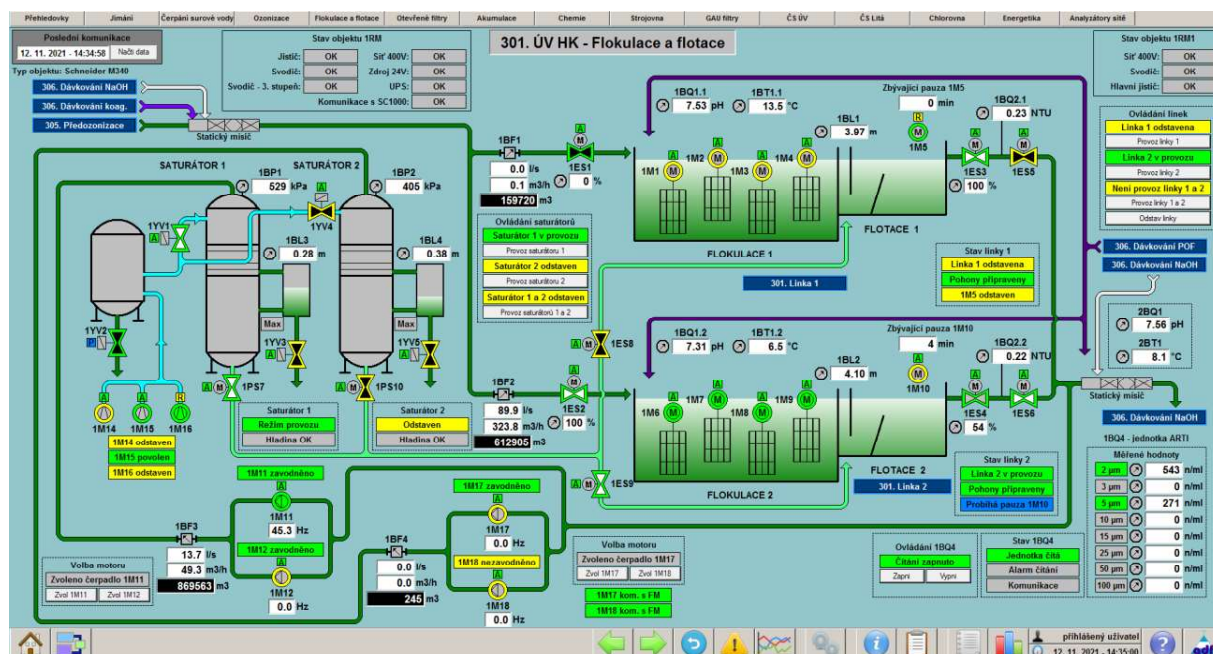 Přehledovky Jímání Čerpání surové vody Ozonizace Flokulace a flotace Otevřené filtry Akumulace Chemie Strojovna GAU filtry ČS ÚV ČS Litá Chlorovna Energetika Analyzátory sítě
Poslední komunikace
12. 11. 2021 - 14:34:58 Načti data
Typ objektu: Schneider M340
306. Dávkování NaOH
306. Dávkování koag.
305. Předozonizace
Statický mísič
Stav objektu 1RM
Jistič: OK Síť 400V: OK
Svodič: OK Zdroj 24V: OK
Svodič - 3. stupeň: OK UPS: OK
Komunikace s SC1000: OK
301. ÚV HK - Flokulace a flotace
Stav objektu 1RM1
Síť 400V: OK
Svodič: OK
Hlavní jistič: OK
Ovládání linek
Linka 1 odstavena
Provoz linky 1
Linka 2 v provozu
Provoz linky 2
Není provoz linky 1 a 2
Provoz linky 1 a 2
Odstav linky
306. Dávkování POF
306. Dávkování NaOH
SATURÁTOR 1
SATURÁTOR 2
1BP1
529 kPa
1BP2
405 kPa
1YV1
A
1YV4
A
1BL3
0.28 m
1BL4
0.38 m
Max
Max
1YV2
P
1YV3
A
1YV5
A
A M 1PS7
A M 1PS10
A A R
1M14 1M15 1M16
1M14 odstaven
1M15 povolen
1M16 odstaven
Saturátor 1
Režim provozu
Hladina OK
Saturátor 2
Odstaven
Hladina OK
1BF1
0.0 l/s
0.1 m3/h
159720 m3
A
M
1ES1
0 %
Ovládání saturátorů
Saturátor 1 v provozu
Provoz saturátoru 1
Saturátor 2 odstaven
Provoz saturátoru 2
Saturátor 1 a 2 odstaven
Provoz saturátorů 1 a 2
1BF2
89.9 l/s
323.8 m3/h
612905 m3
A
M
1ES2
100 %
1BQ1.1
7.53 pH
1BT1.1
13.5 °C
1BL1
3.97 m
Zbývající pauza 1M5
0 min
R
M
1M5
1BQ2.1
0.23 NTU
A A A A
1M1 M 1M2 M 1M3 M 1M4 M
A A
M M
1ES3 1ES5
100 %
FLOKULACE 1
FLOTACE 1
301. Linka 1
Stav linky 1
Linka 1 odstavena
Pohony připraveny
1M5 odstaven
A M 1ES8
1BQ1.2
7.31 pH
1BT1.2
6.5 °C
1BL2
4.10 m
Zbývající pauza 1M10
4 min
A
M
1M10
1BQ2.2
0.22 NTU
A A A A
1M6 M 1M7 M 1M8 M 1M9 M
A A
M M
1ES4 1ES6
54 %
FLOKULACE 2
FLOTACE 2
301. Linka 2
Stav linky 2
Linka 2 v provozu
Pohony připraveny
Probíhá pauza 1M10
A M 1ES9
2BQ1
7.56 pH
2BT1
8.1 °C
Statický mísič
306. Dávkování NaOH
1BQ4 - jednotka ARTI
Měřené hodnoty
2 µm 543 n/ml
3 µm 0 n/ml
5 µm 271 n/ml
10 µm 0 n/ml
15 µm 0 n/ml
25 µm 0 n/ml
50 µm 0 n/ml
100 µm 0 n/ml
Ovládání 1BQ4
Čítání zapnuto
Zapni Vypni
Stav 1BQ4
Jednotka čítá
Alarm čítání
Komunikace
1BF3
13.7 l/s
49.3 m3/h
869563 m3
Volba motoru
Zvoleno čerpadlo 1M11
Zvol 1M11 Zvol 1M12
1M11 zavodněno
A
1M11
45.3 Hz
1M12 zavodněno
A
1M12
0.0 Hz
1BF4
0.0 l/s
0.0 m3/h
245 m3
1M17 zavodněno
A
1M17
0.0 Hz
1M18 nezavodněno
A
1M18
0.0 Hz
Volba motoru
Zvoleno čerpadlo 1M17
Zvol 1M17 Zvol 1M18
1M17 kom. s FM
1M18 kom. s FM
přihlášený uživatel
12. 11. 2021 - 14:35:00